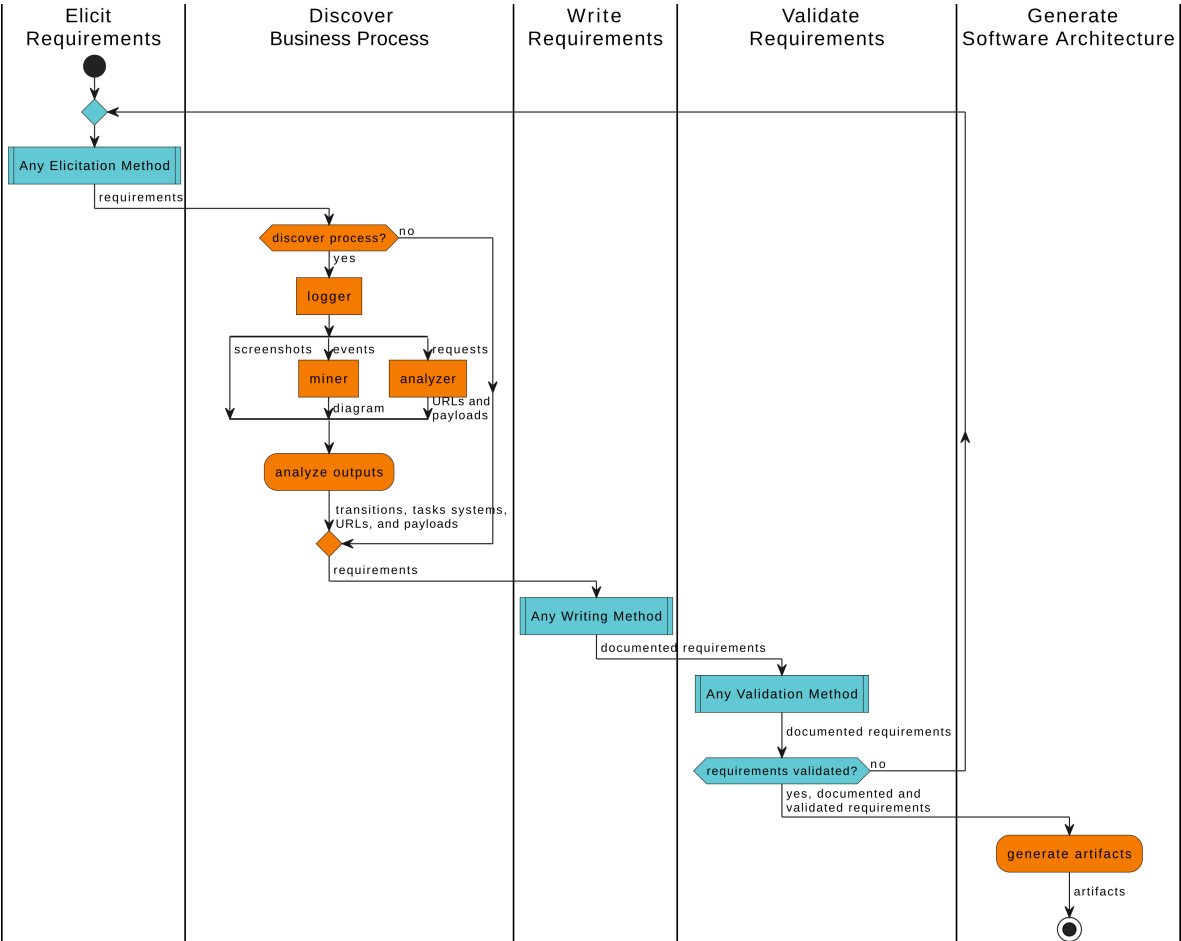 Elicit
Requirements
Discover
Business Process
Write
Requirements
Validate
Requirements
Generate
Software Architecture
Any Elicitation Method
requirements
discover process?
no
yes
logger
screenshots
events
requests
miner
analyzer
diagram
URLs and
payloads
analyze outputs
transitions, tasks systems,
URLs, and payloads
requirements
Any Writing Method
documented requirements
Any Validation Method
documented requirements
requirements validated?
no
yes, documented and
validated requirements
generate artifacts
artifacts